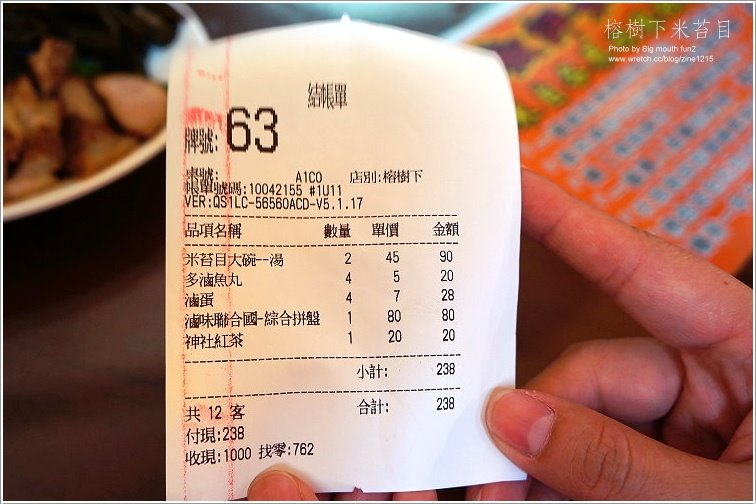 榕樹下米苔目
Photo by Big mouth fun2
www.wretch.cc/blog/zine1215
結帳單
牌號: 63
桌號: A1C0 店別:榕樹下
帳單號碼:10042155 #1U11
VER:QS1LC-56560ACD-V5.1.17
品項名稱 數量 單價 金額
米苔目大碗--湯 2 45 90
多滷魚丸 4 5 20
滷蛋 4 7 28
滷味聯合國-綜合拼盤 1 80 80
神社紅茶 1 20 20
小計: 238
共 12 客 合計: 238
付現:238
收現:1000 找零:762